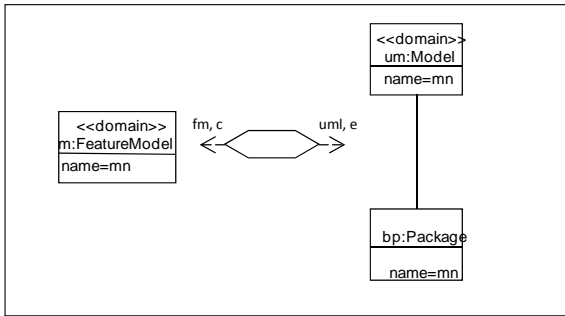 <<domain>>
um:Model
name=mn
<<domain>>
m:FeatureModel
name=mn
fm, c
uml, e
bp:Package
name=mn